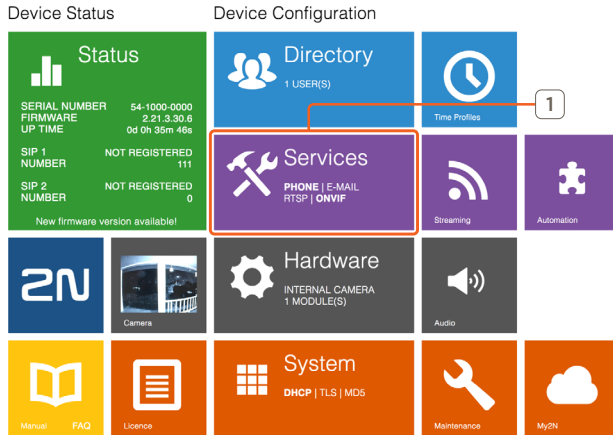 Device Status
Device Configuration
Status
SERIAL NUMBER 54-1000-0000
FIRMWARE 2.21.3.30.6
UP TIME 0d 0h 35m 46s
SIP 1 NOT REGISTERED
NUMBER 111
SIP 2 NOT REGISTERED
NUMBER 0
New firmware version available!
Directory
1 USER(S)
Time Profiles
1
Services
PHONE | E-MAIL
RTSP | ONVIF
Streaming
Automation
2N
Camera
Hardware
INTERNAL CAMERA
1 MODULE(S)
Audio
Manual FAQ
Licence
System
DHCP | TLS | MD5
Maintenance
My2N